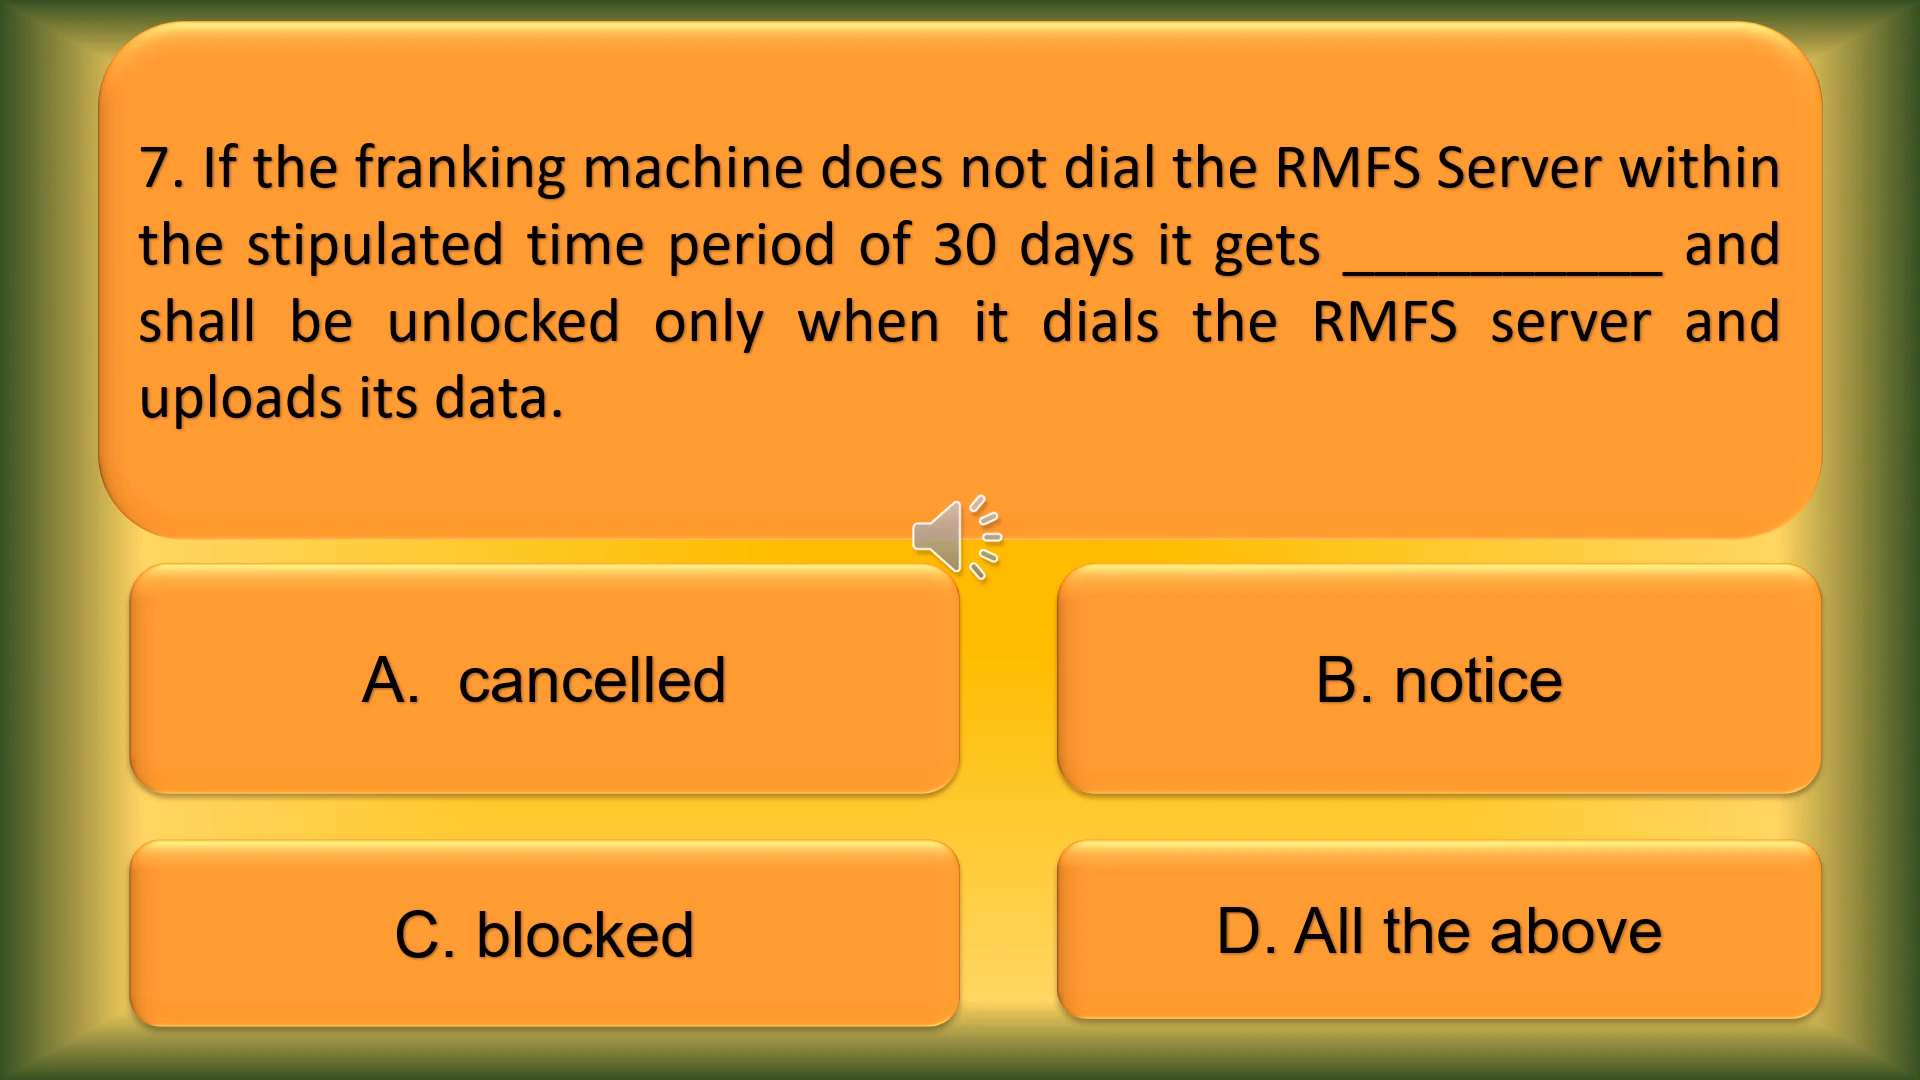 7. If the franking machine does not dial the RMFS Server within
the stipulated time period of 30 days it gets __________ and
shall be unlocked only when it dials the RMFS server and
uploads its data.
A. cancelled
B. notice
C. blocked
D. All the above